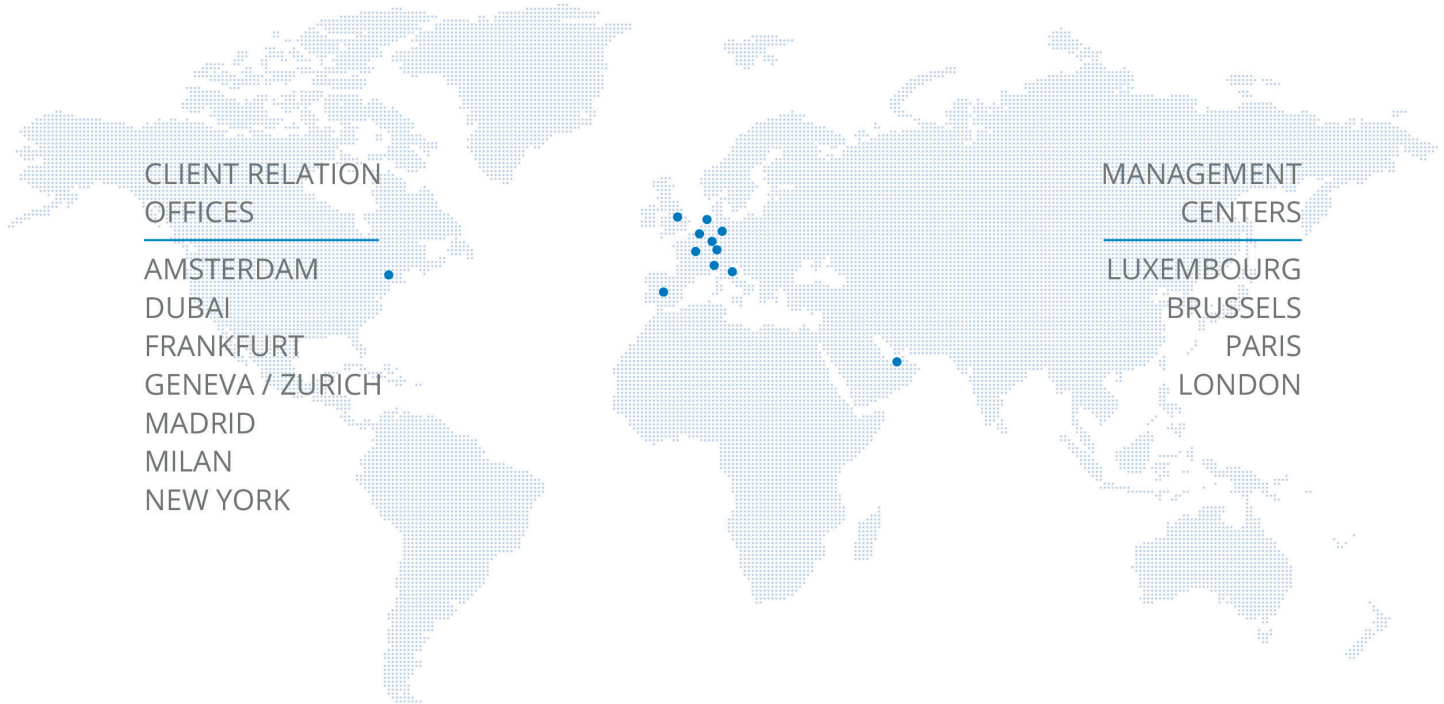 CLIENT RELATION
OFFICES
AMSTERDAM
DUBAI
FRANKFURT
GENEVA / ZURICH
MADRID
MILAN
NEW YORK
MANAGEMENT
CENTERS
LUXEMBOURG
BRUSSELS
PARIS
LONDON